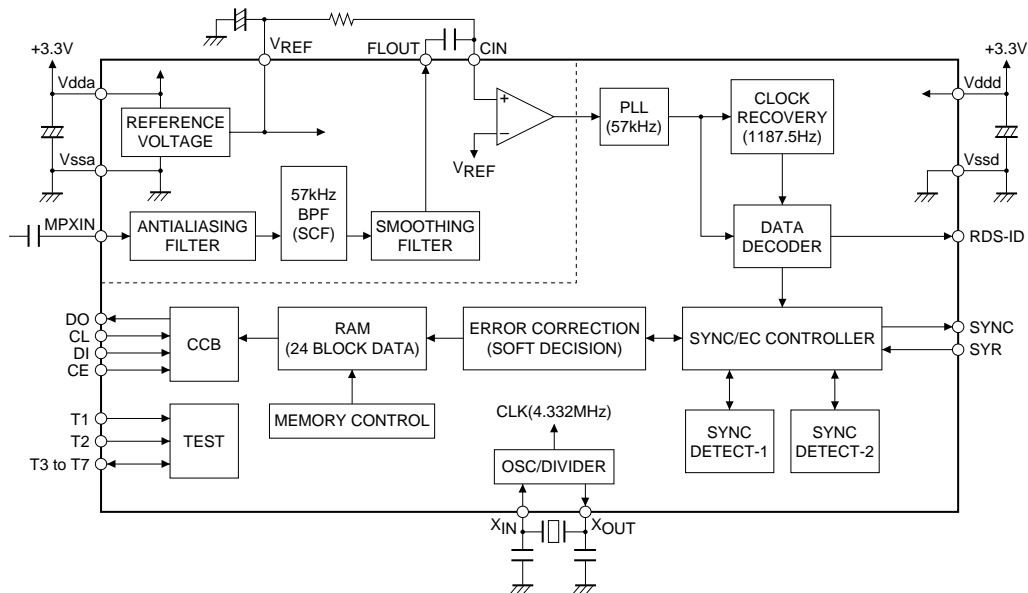 +3.3V
VREF
FLOUT
CIN
+3.3V
Vdda
REFERENCE
VOLTAGE
Vssa
+
−
VREF
PLL
(57kHz)
CLOCK
RECOVERY
(1187.5Hz)
Vddd
Vssd
MPXIN
ANTIALIASING
FILTER
57kHz
BPF
(SCF)
SMOOTHING
FILTER
DATA
DECODER
RDS-ID
DO
CL
DI
CE
CCB
RAM
(24 BLOCK DATA)
ERROR CORRECTION
(SOFT DECISION)
SYNC/EC CONTROLLER
SYNC
SYR
T1
T2
T3 to T7
TEST
MEMORY CONTROL
CLK(4.332MHz)
OSC/DIVIDER
SYNC
DETECT-1
SYNC
DETECT-2
XIN
XOUT